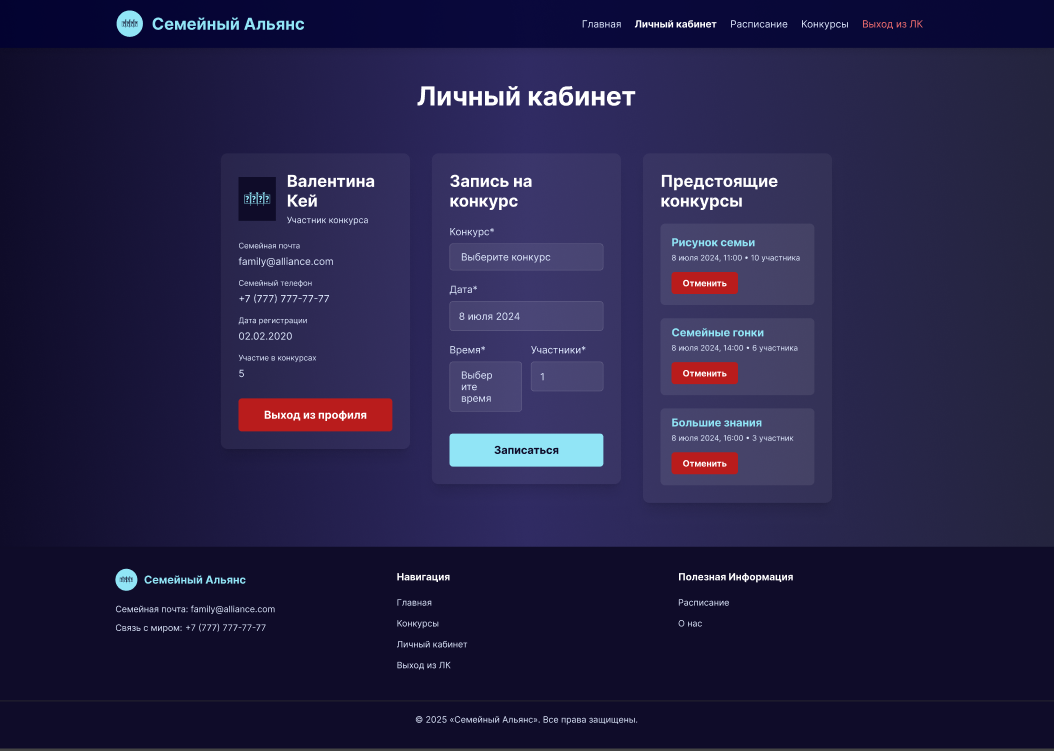 Семейный Альянс
Главная
Личный кабинет
Расписание
Конкурсы
Выход из ЛК
Личный кабинет
Валентина
Кей
Участник конкурса
Семейная почта
family@alliance.com
Семейный телефон
+7 (777) 777-77-77
Дата регистрации
02.02.2020
Участие в конкурсах
5
Выход из профиля
Запись на
конкурс
Конкурс*
Выберите конкурс
Дата*
8 июля 2024
Время*
Выбер
ите
время
Участники*
1
Записаться
Предстоящие
конкурсы
Рисунок семьи
8 июля 2024, 11:00 • 10 участника
Отменить
Семейные гонки
8 июля 2024, 14:00 • 6 участника
Отменить
Большие знания
8 июля 2024, 16:00 • 3 участник
Отменить
Семейный Альянс
Семейная почта: family@alliance.com
Связь с миром: +7 (777) 777-77-77
Навигация
Главная
Конкурсы
Личный кабинет
Выход из ЛК
Полезная Информация
Расписание
О нас
© 2025 «Семейный Альянс». Все права защищены.